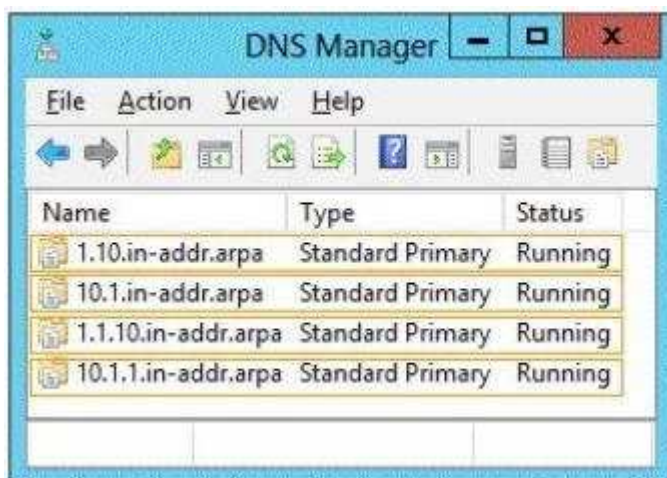 DNS Manager
File Action View Help
Name Type Status
1.10.in-addr.arpa Standard Primary Running
10.1.in-addr.arpa Standard Primary Running
1.1.10.in-addr.arpa Standard Primary Running
10.1.1.in-addr.arpa Standard Primary Running